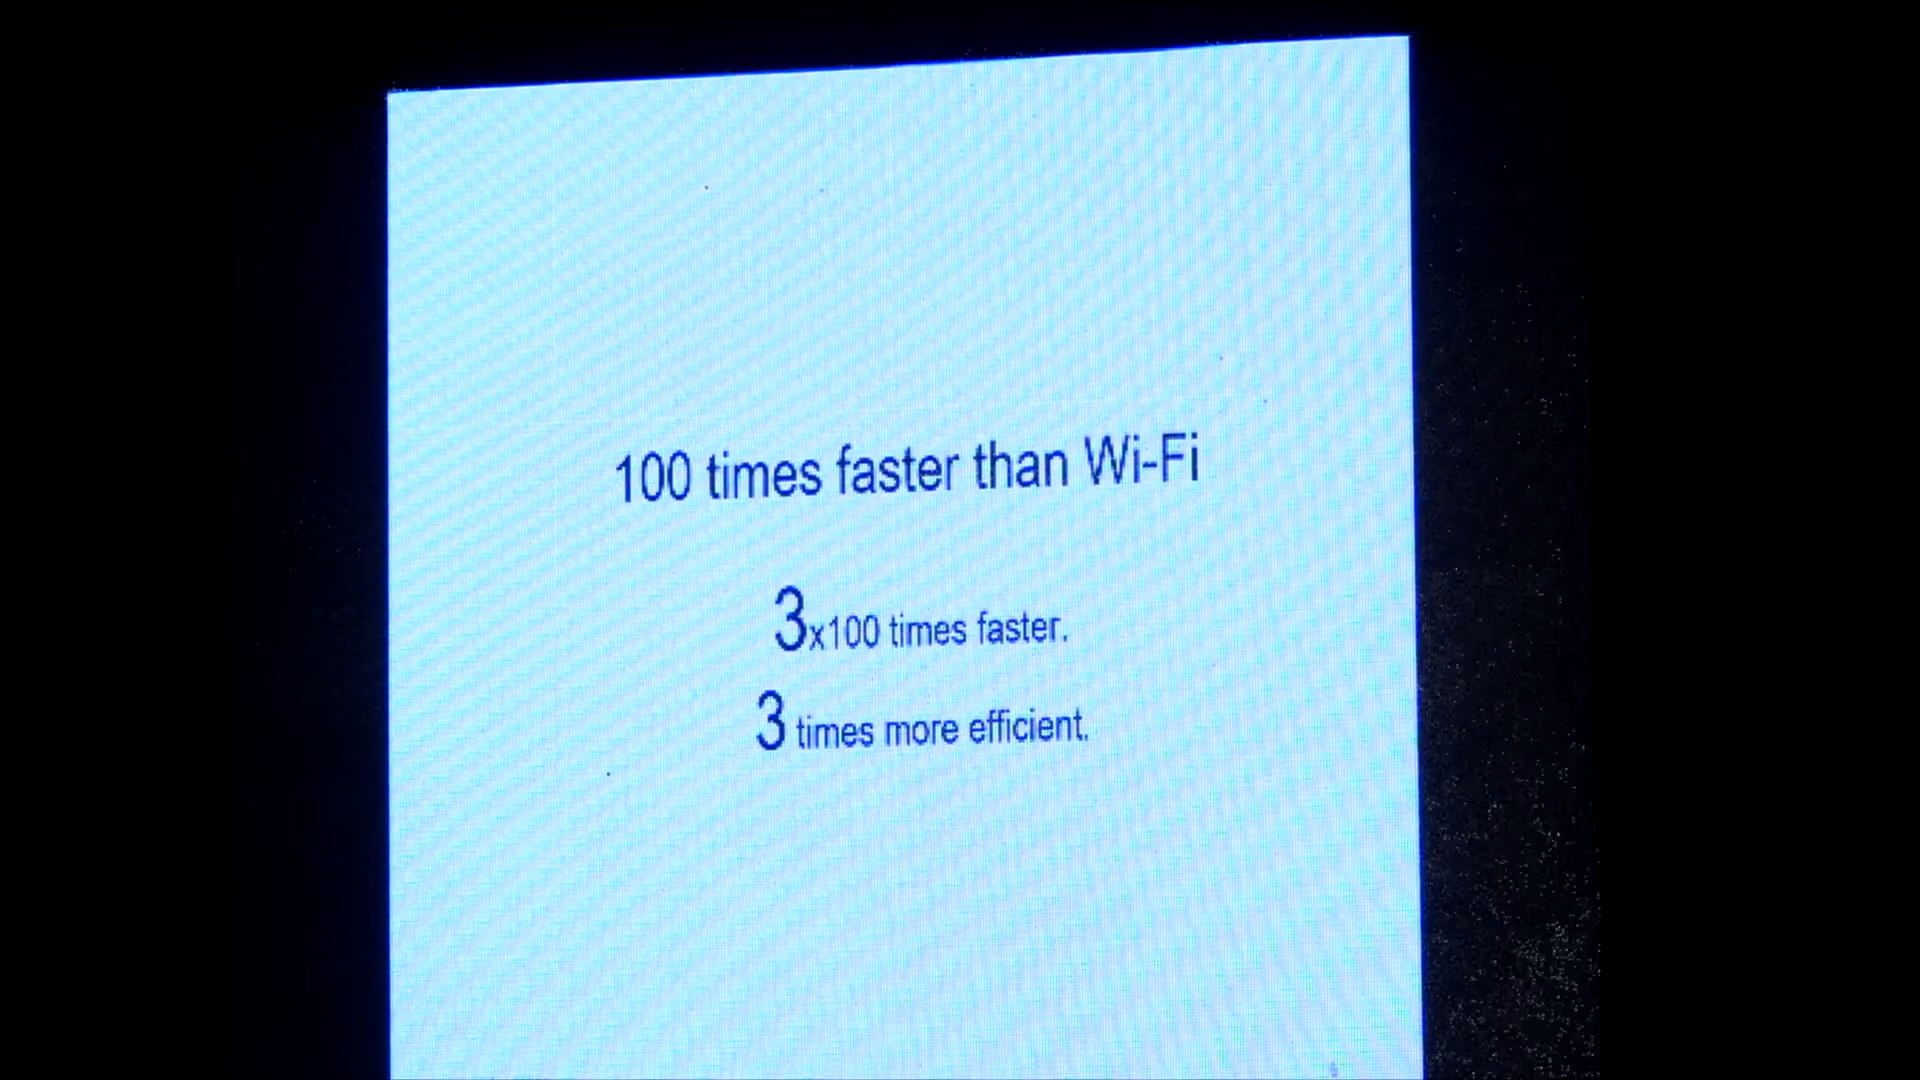 100 times faster than Wi-Fi
3x100 times faster.
3 times more efficient.